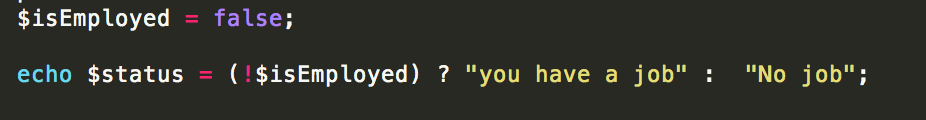 $isEmployed = false;
echo $status = (!$isEmployed) ? "you have a job" :  "No job";